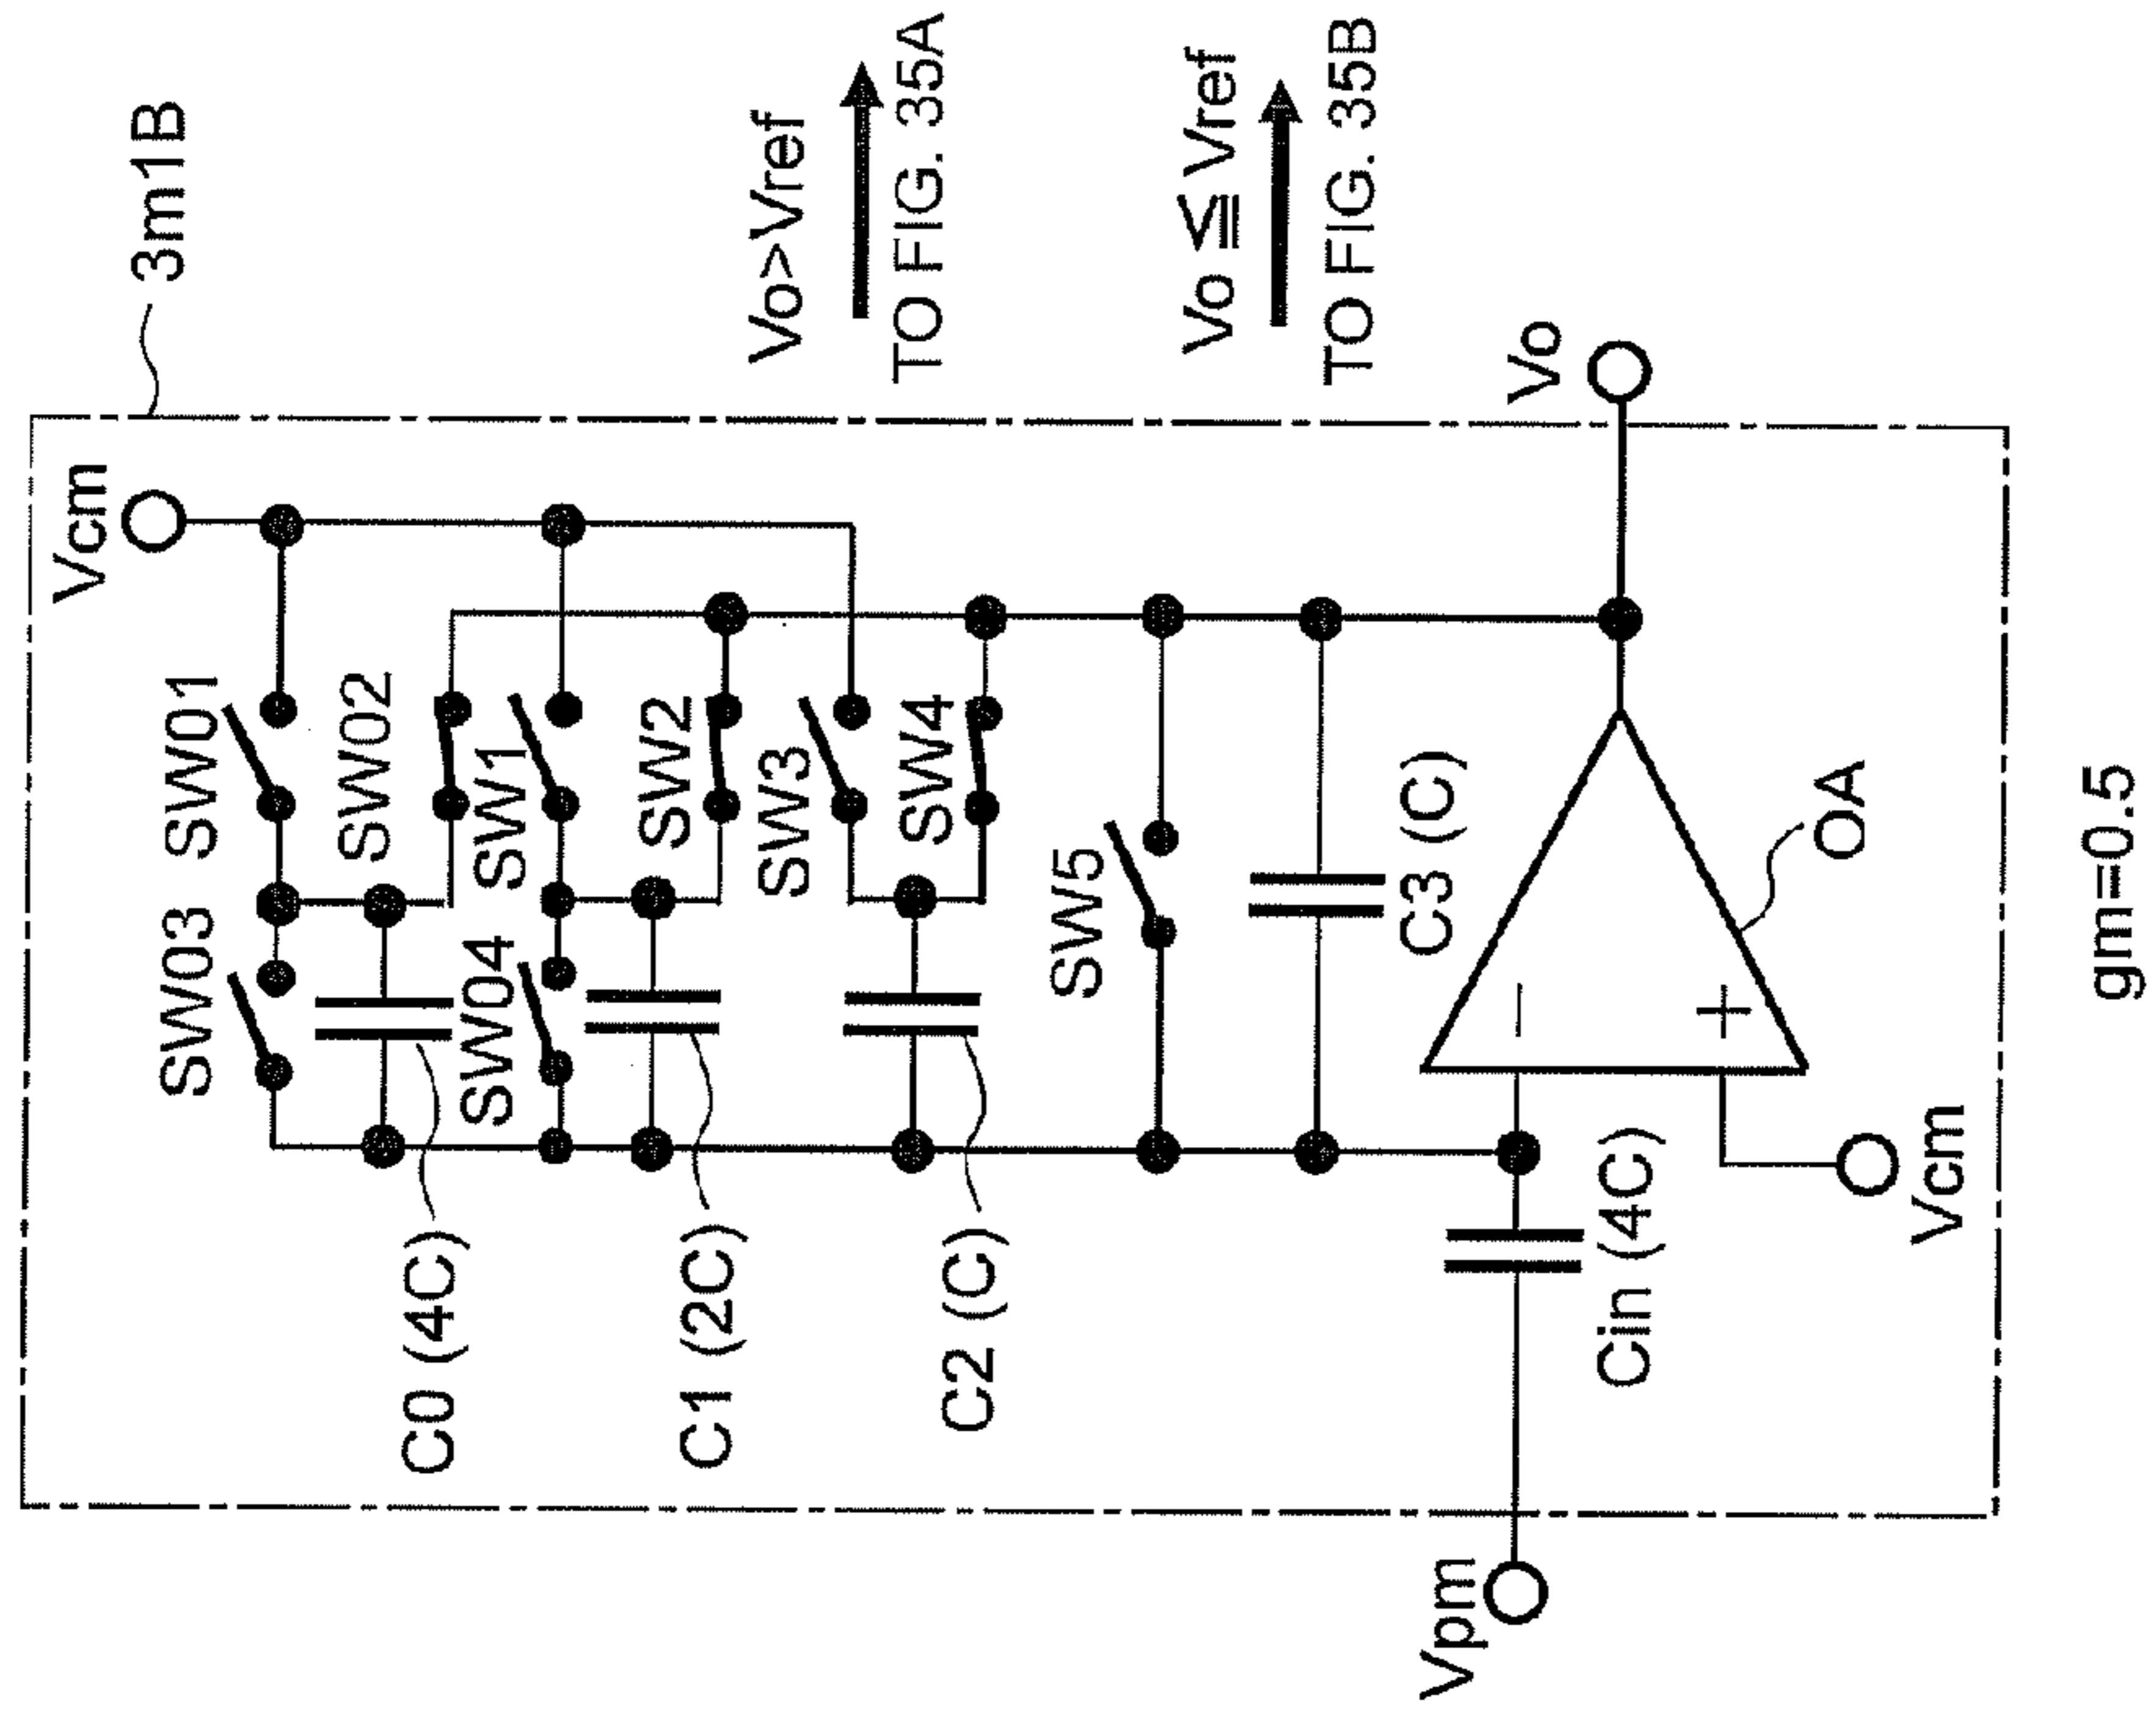 3m1B
Vcm
SW03
SW01
SW02
C0 (4C)
SW04
SW1
SW2
C1 (2C)
SW3
SW4
C2 (C)
Vo>Vref
TO FIG. 35A
SW5
C3 (C)
Vo ≦ Vref
TO FIG. 35B
Vpm
Cin (4C)
−
+
OA
Vo
Vcm
gm=0.5